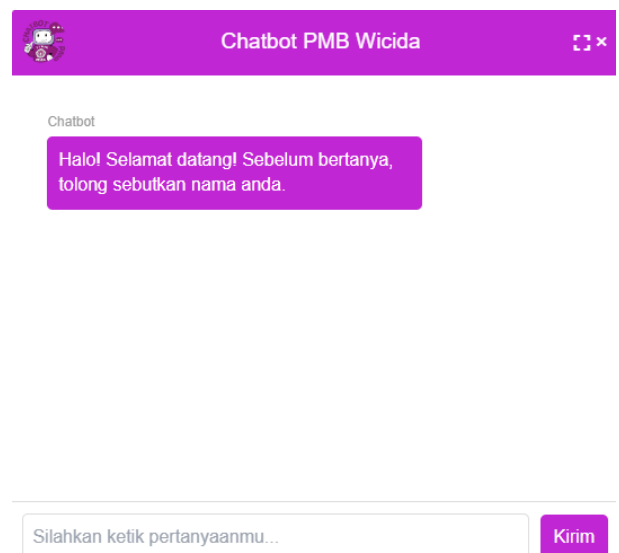 Chatbot PMB Wicida
Chatbot
Halo! Selamat datang! Sebelum bertanya,
tolong sebutkan nama anda.
Silahkan ketik pertanyaanmu...
Kirim